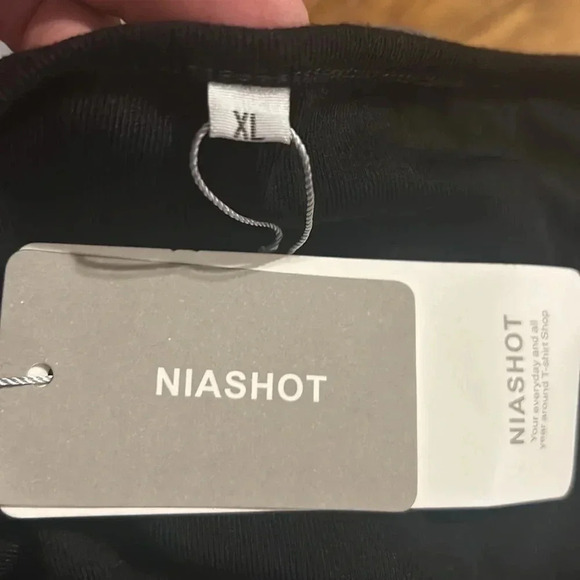 XL
NIASHOT
NIASHOT
Your everyday and all
year around T-shirt Shop